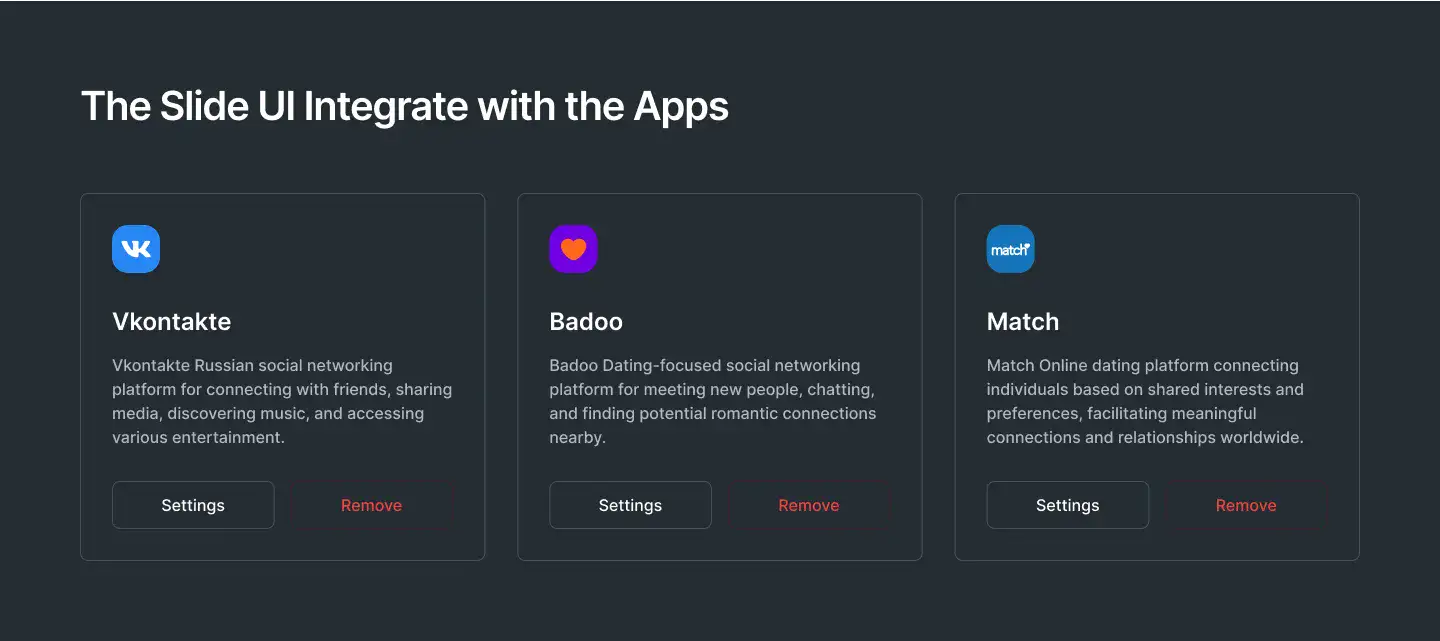 The Slide UI Integrate with the Apps
VK
Vkontakte
Vkontakte Russian social networking
platform for connecting with friends, sharing
media, discovering music, and accessing
various entertainment.
Settings
Remove
Badoo
Badoo Dating-focused social networking
platform for meeting new people, chatting,
and finding potential romantic connections
nearby.
Settings
Remove
match
Match
Match Online dating platform connecting
individuals based on shared interests and
preferences, facilitating meaningful
connections and relationships worldwide.
Settings
Remove